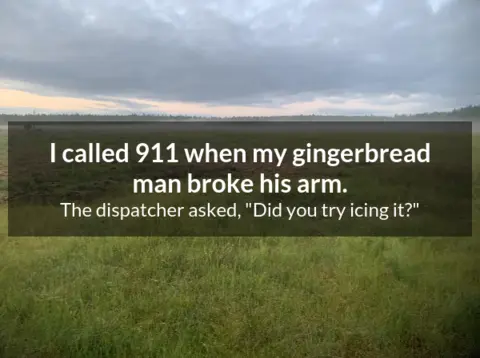 I called 911 when my gingerbread
man broke his arm.
The dispatcher asked, "Did you try icing it?"